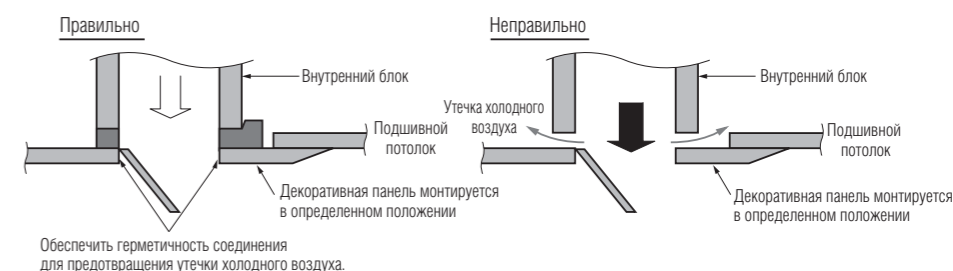 Правильно
Внутренний блок
Подшивной
потолок
Декоративная панель монтируется
в определенном положении
Обеспечить герметичность соединения
для предотвращения утечки холодного воздуха.
Неправильно
Внутренний блок
Утечка холодного
воздуха
Подшивной
потолок
Декоративная панель монтируется
в определенном положении